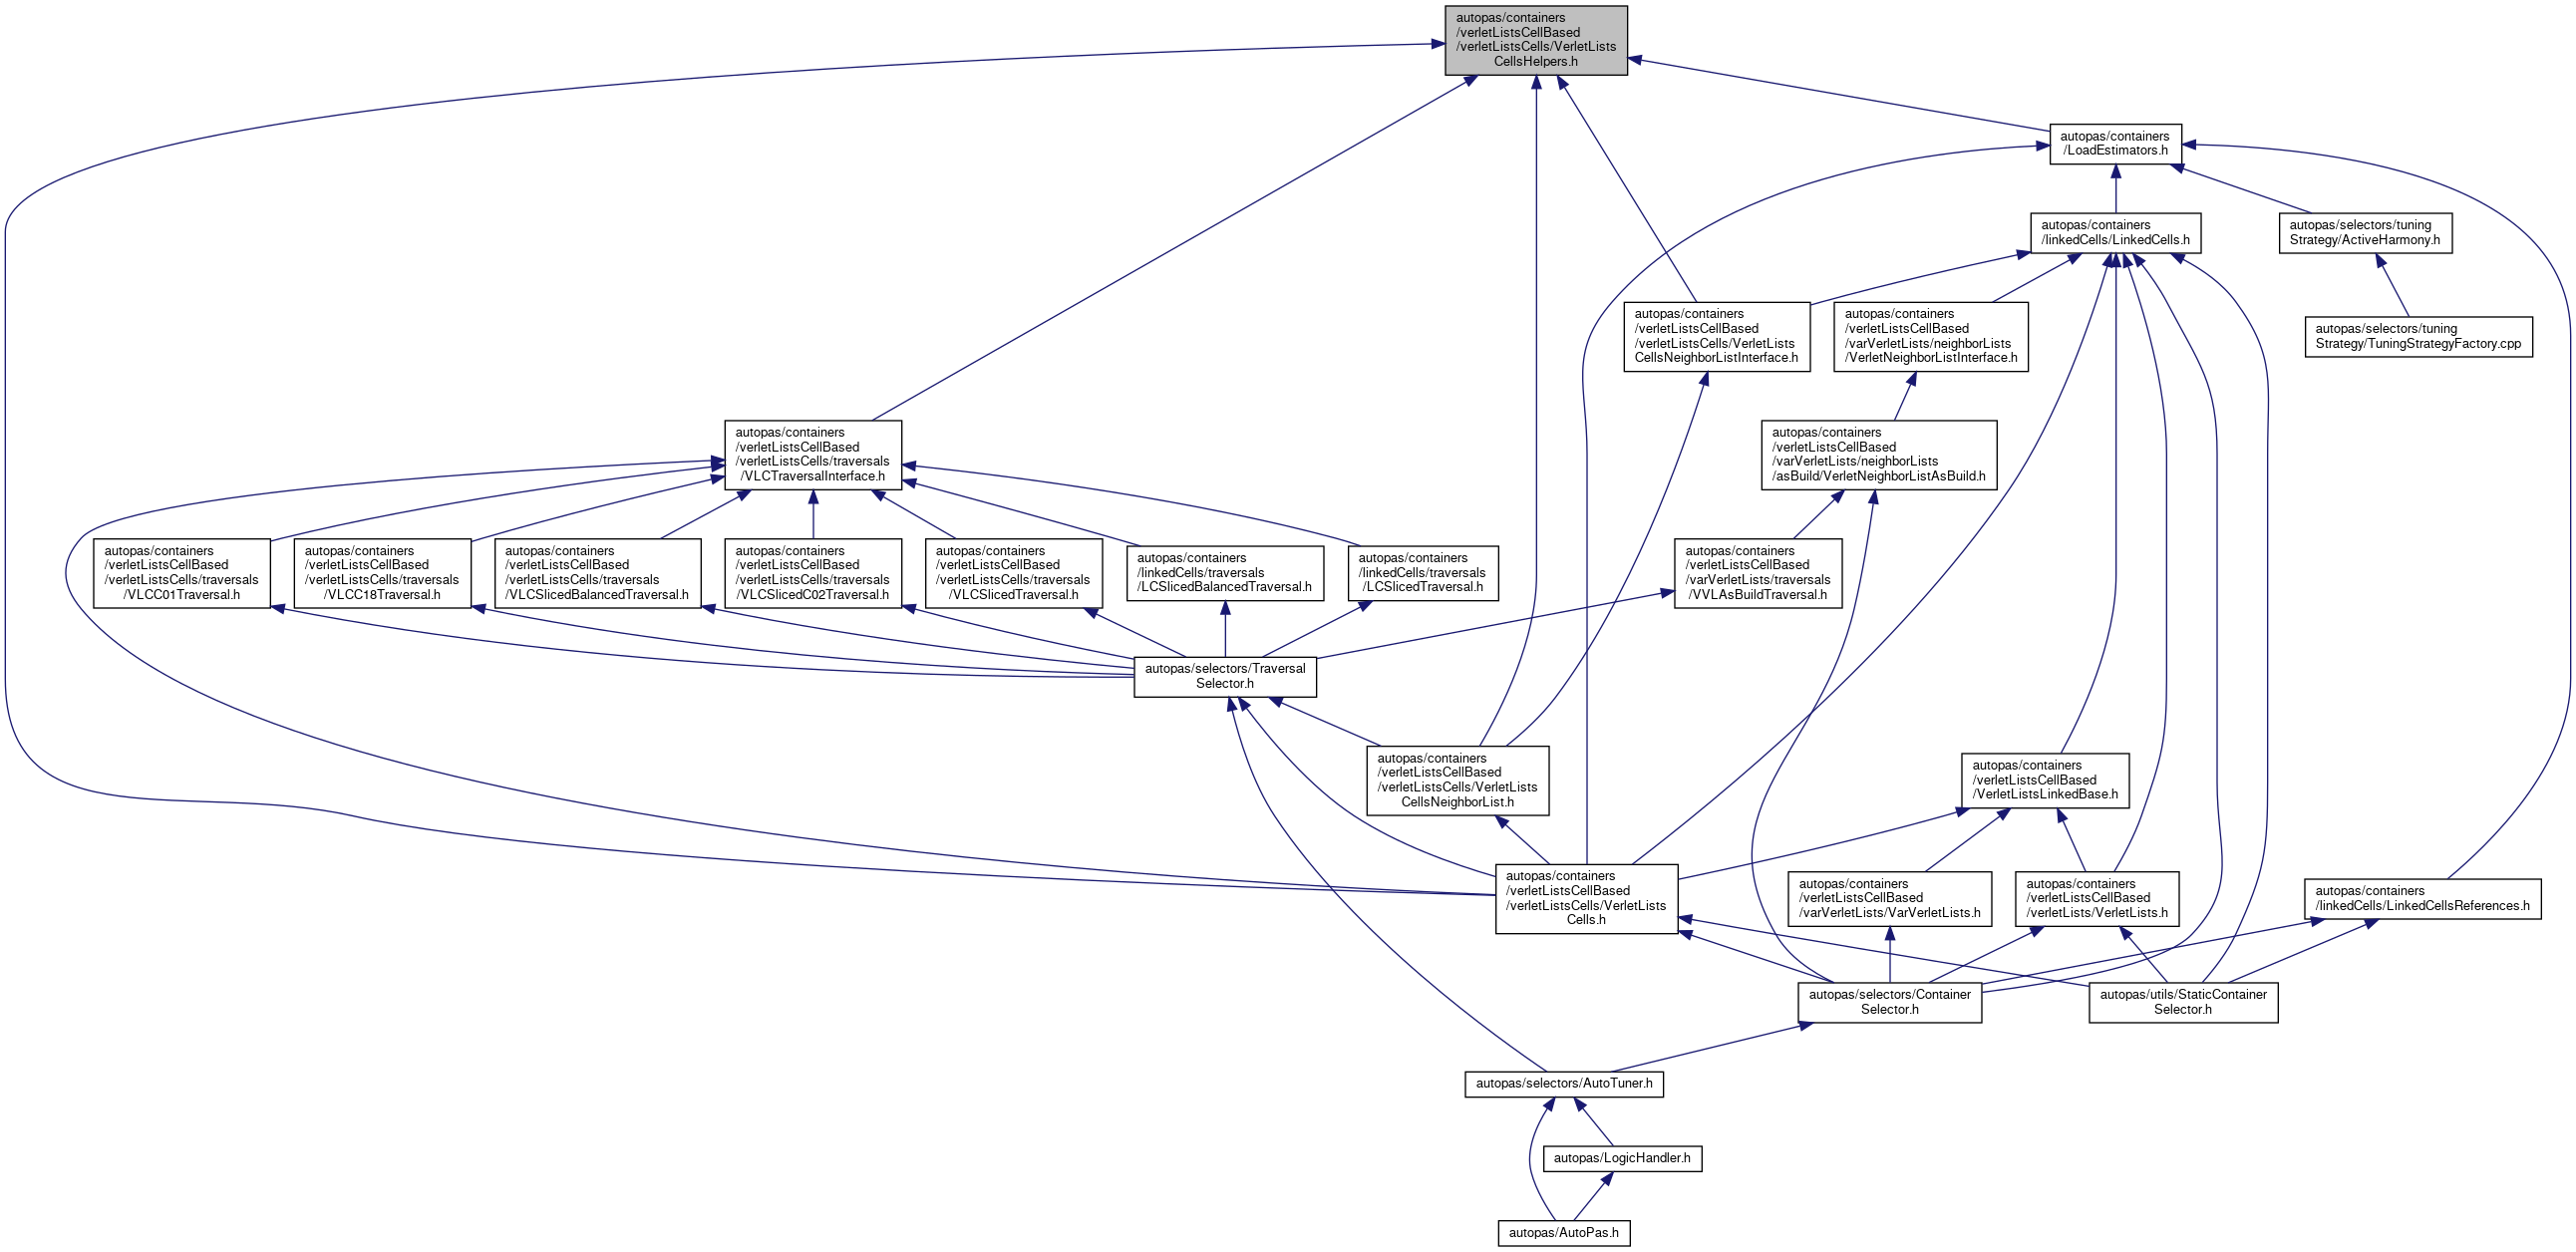 autopas/containers
/verletListsCellBased
/verletListsCells/VerletLists
CellsHelpers.h
autopas/containers
/LoadEstimators.h
autopas/containers
/linkedCells/LinkedCells.h
autopas/selectors/tuning
Strategy/ActiveHarmony.h
autopas/containers
/verletListsCellBased
/verletListsCells/VerletLists
CellsNeighborListInterface.h
autopas/containers
/verletListsCellBased
/varVerletLists/neighborLists
/VerletNeighborListInterface.h
autopas/selectors/tuning
Strategy/TuningStrategyFactory.cpp
autopas/containers
/verletListsCellBased
/verletListsCells/traversals
/VLCTraversalInterface.h
autopas/containers
/verletListsCellBased
/varVerletLists/neighborLists
/asBuild/VerletNeighborListAsBuild.h
autopas/containers
/verletListsCellBased
/verletListsCells/traversals
/VLCC01Traversal.h
autopas/containers
/verletListsCellBased
/verletListsCells/traversals
/VLCC18Traversal.h
autopas/containers
/verletListsCellBased
/verletListsCells/traversals
/VLCSlicedBalancedTraversal.h
autopas/containers
/verletListsCellBased
/verletListsCells/traversals
/VLCSlicedC02Traversal.h
autopas/containers
/verletListsCellBased
/verletListsCells/traversals
/VLCSlicedTraversal.h
autopas/containers
/linkedCells/traversals
/LCSlicedBalancedTraversal.h
autopas/containers
/linkedCells/traversals
/LCSlicedTraversal.h
autopas/containers
/verletListsCellBased
/varVerletLists/traversals
/VVLAsBuildTraversal.h
autopas/selectors/Traversal
Selector.h
autopas/containers
/verletListsCellBased
/verletListsCells/VerletLists
CellsNeighborList.h
autopas/containers
/verletListsCellBased
/VerletListsLinkedBase.h
autopas/containers
/verletListsCellBased
/verletListsCells/VerletLists
Cells.h
autopas/containers
/verletListsCellBased
/varVerletLists/VarVerletLists.h
autopas/containers
/verletListsCellBased
/verletLists/VerletLists.h
autopas/containers
/linkedCells/LinkedCellsReferences.h
autopas/selectors/Container
Selector.h
autopas/utils/StaticContainer
Selector.h
autopas/selectors/AutoTuner.h
autopas/LogicHandler.h
autopas/AutoPas.h